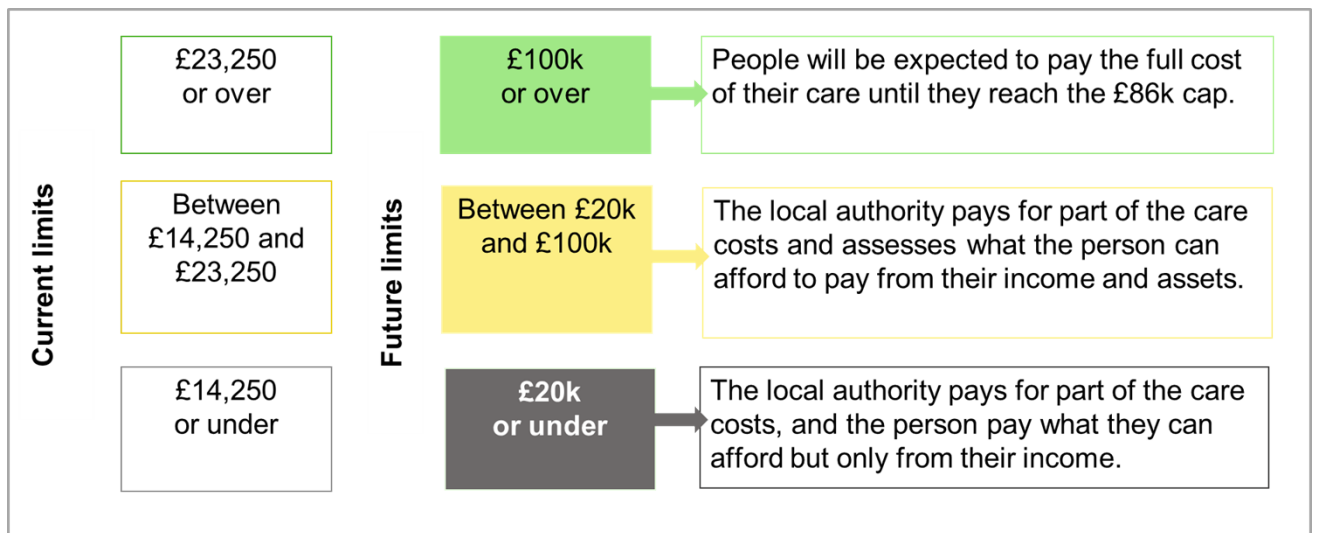 Current limits
£23,250
or over
Between
£14,250 and
£23,250
£14,250
or under
Future limits
£100k
or over
People will be expected to pay the full cost
of their care until they reach the £86k cap.
Between £20k
and £100k
The local authority pays for part of the care
costs and assesses what the person can
afford to pay from their income and assets.
£20k
or under
The local authority pays for part of the care
costs, and the person pay what they can
afford but only from their income.